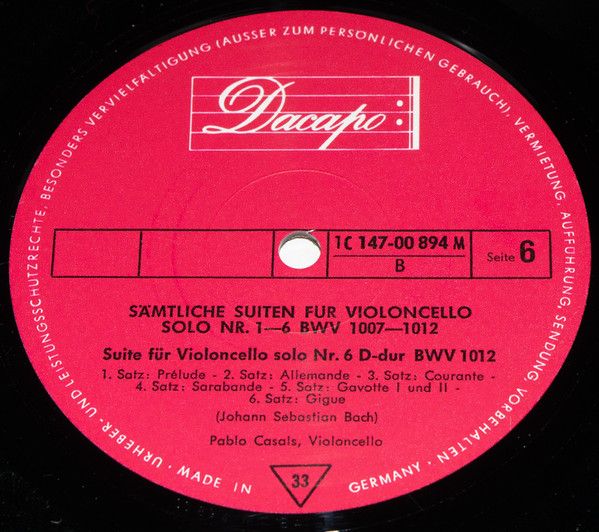 URHEBER- UND LEISTUNGSSCHUTZRECHTE, BESONDERS VERVIELFÄLTIGUNG (AUSSER ZUM PERSÖNLICHEN GEBRAUCH), VERMIETUNG, AUFFÜHRUNG, SENDUNG, VORBEHALTEN · MADE IN GERMANY ·
Dacapo
1C 147-00 894 M
B
Seite 6
SÄMTLICHE SUITEN FUR VIOLONCELLO
SOLO NR. 1—6 BWV 1007—1012
Suite für Violoncello solo Nr. 6 D-dur BWV 1012
1. Satz: Prélude - 2. Satz: Allemande - 3. Satz: Courante -
4. Satz: Sarabande - 5. Satz: Gavotte I und II -
6. Satz: Gigue
(Johann Sebastian Bach)
Pablo Casals, Violoncello
33